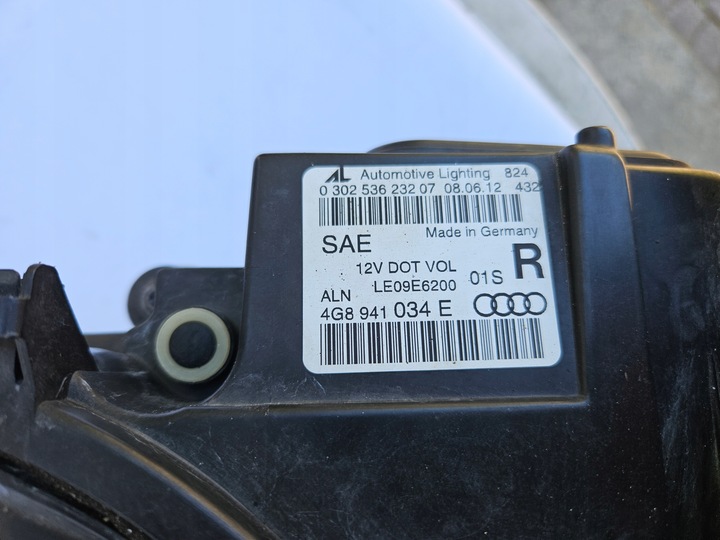 AL Automotive Lighting 824
0 302 536 232 07 08.06.12 432
Made in Germany
SAE
12V DOT VOL
R
LE09E6200 01S
ALN
4G8 941 034 E